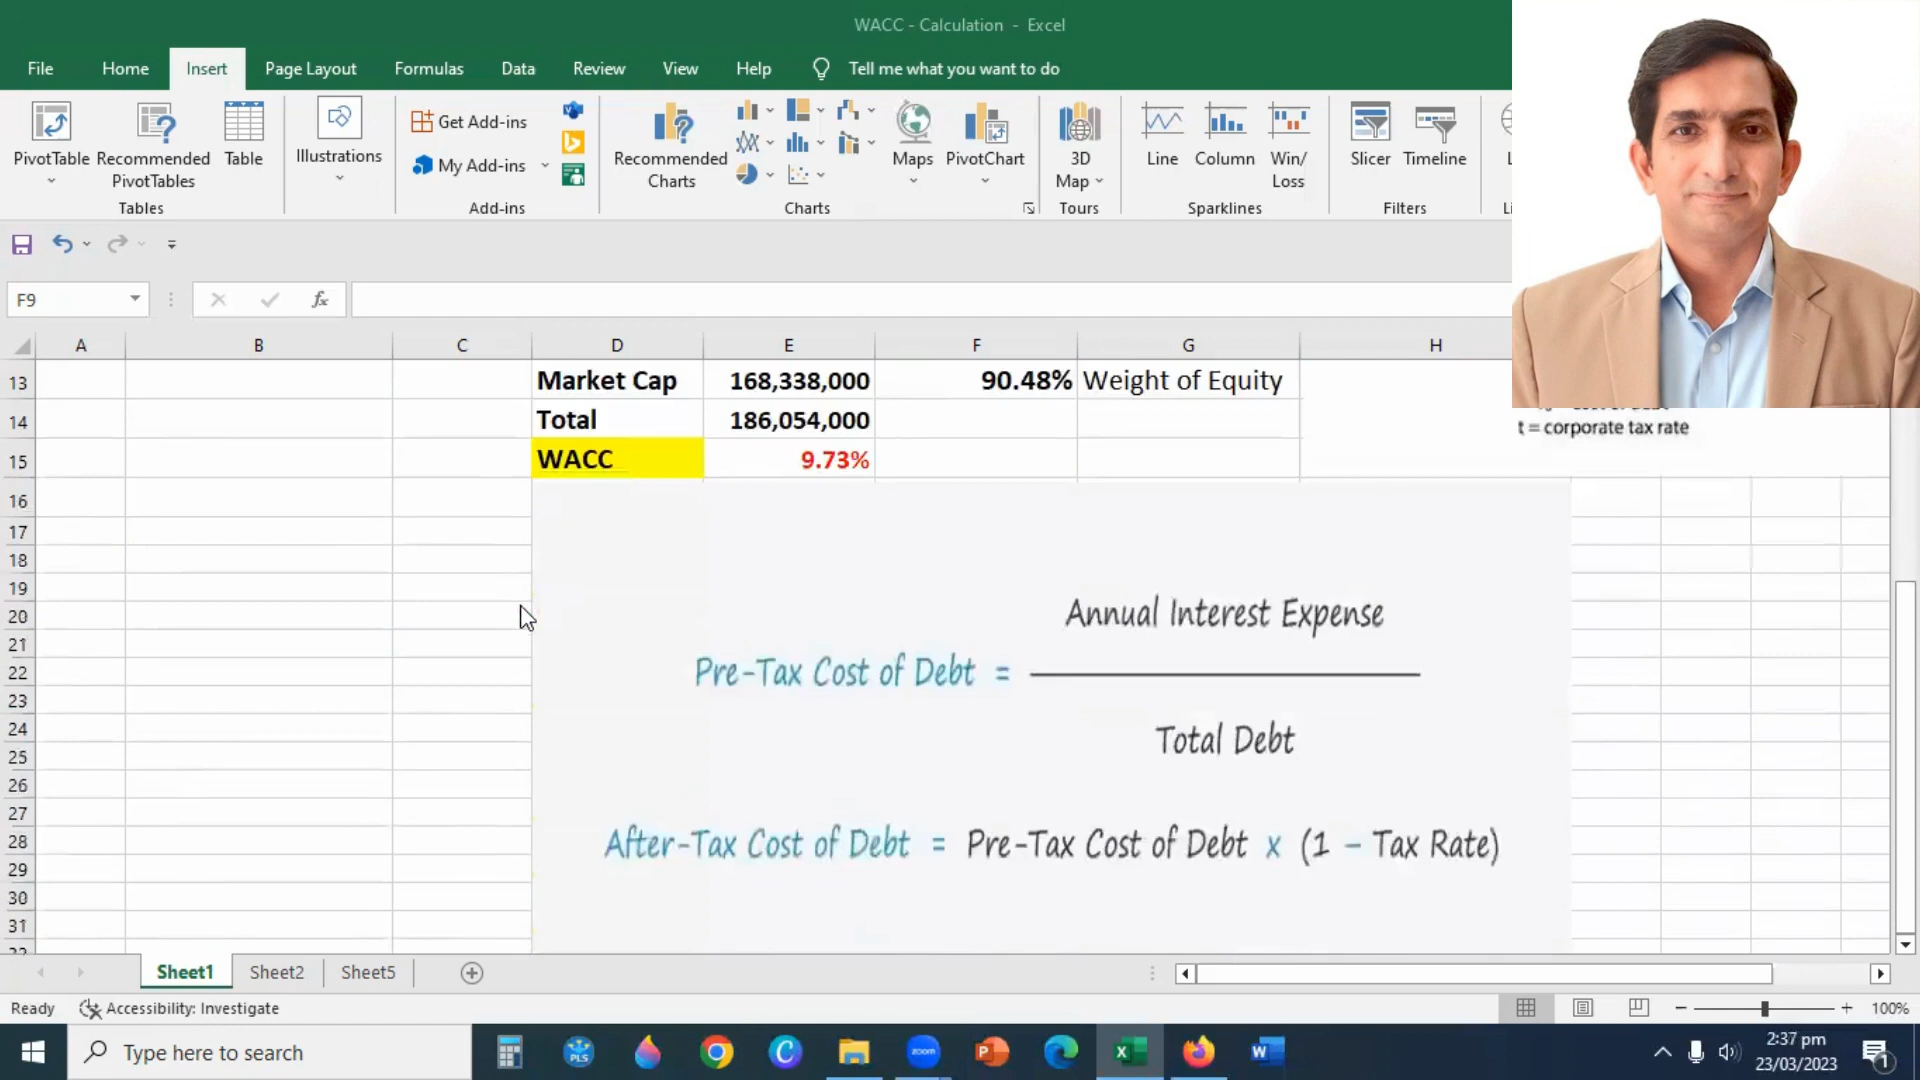 WACC - Calculation - Excel
File Home Insert Page Layout Formulas Data Review View Help Tell me what you want to do
PivotTable Recommended PivotTables Table
Tables
Illustrations
Get Add-ins
My Add-ins
Add-ins
Recommended Charts
Maps PivotChart
Charts
3D Map
Tours
Line Column Win/Loss
Sparklines
Slicer Timeline
Filters
F9
fx
A B C D E F G H
13 Market Cap 168,338,000 90.48% Weight of Equity
14 Total 186,054,000
t = corporate tax rate
15 WACC 9.73%
16
17
18
19
20
21
22
23
24
25
26
27
28
29
30
31
Annual Interest Expense
Pre-Tax Cost of Debt =
Total Debt
After-Tax Cost of Debt = Pre-Tax Cost of Debt x (1 - Tax Rate)
Sheet1 Sheet2 Sheet5
Ready Accessibility: Investigate 100%
Type here to search
PLS
zoom
2:37 pm
23/03/2023
1